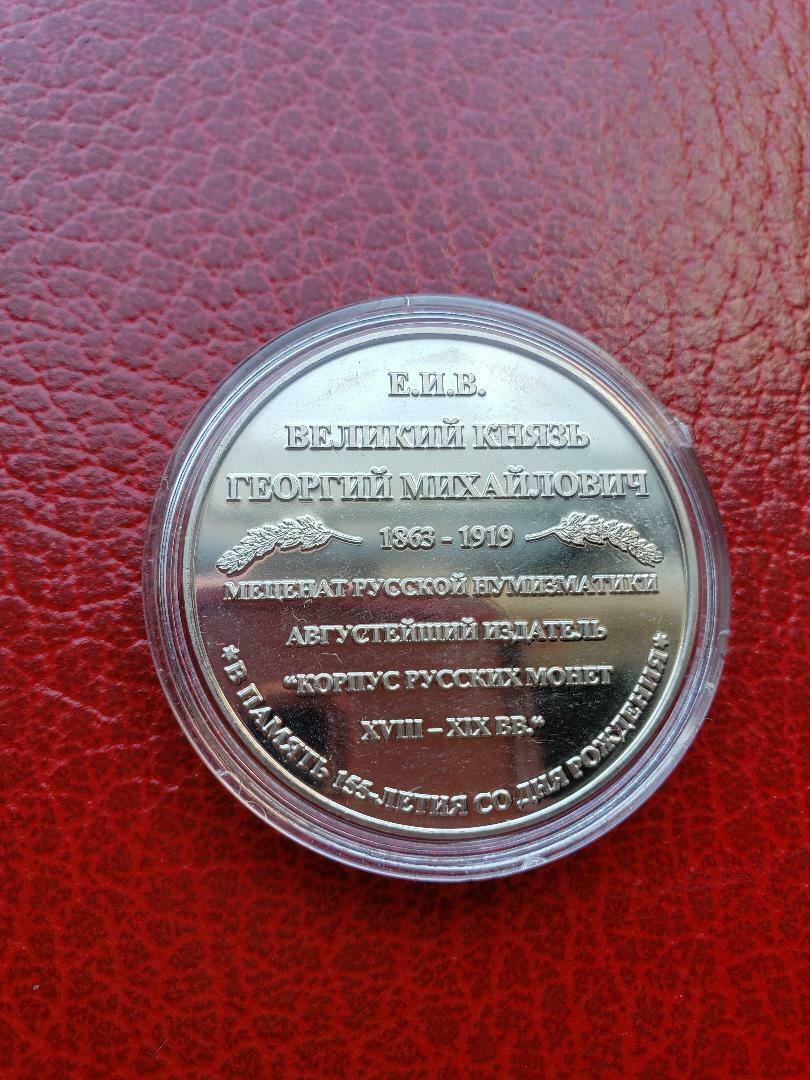 Е.И.В.
ВЕЛИКИЙ КНЯЗЬ
ГЕОРГИЙ МИХАЙЛОВИЧ
1863 - 1919
МЕЦЕНАТ РУССКОЙ НУМИЗМАТИКИ
АВГУСТЕЙШИЙ ИЗДАТЕЛЬ
“КОРПУС РУССКИХ МОНЕТ
XVIII – XIX ВВ.“
* В ПАМЯТЬ 155-ЛЕТИЯ СО ДНЯ РОЖДЕНИЯ *